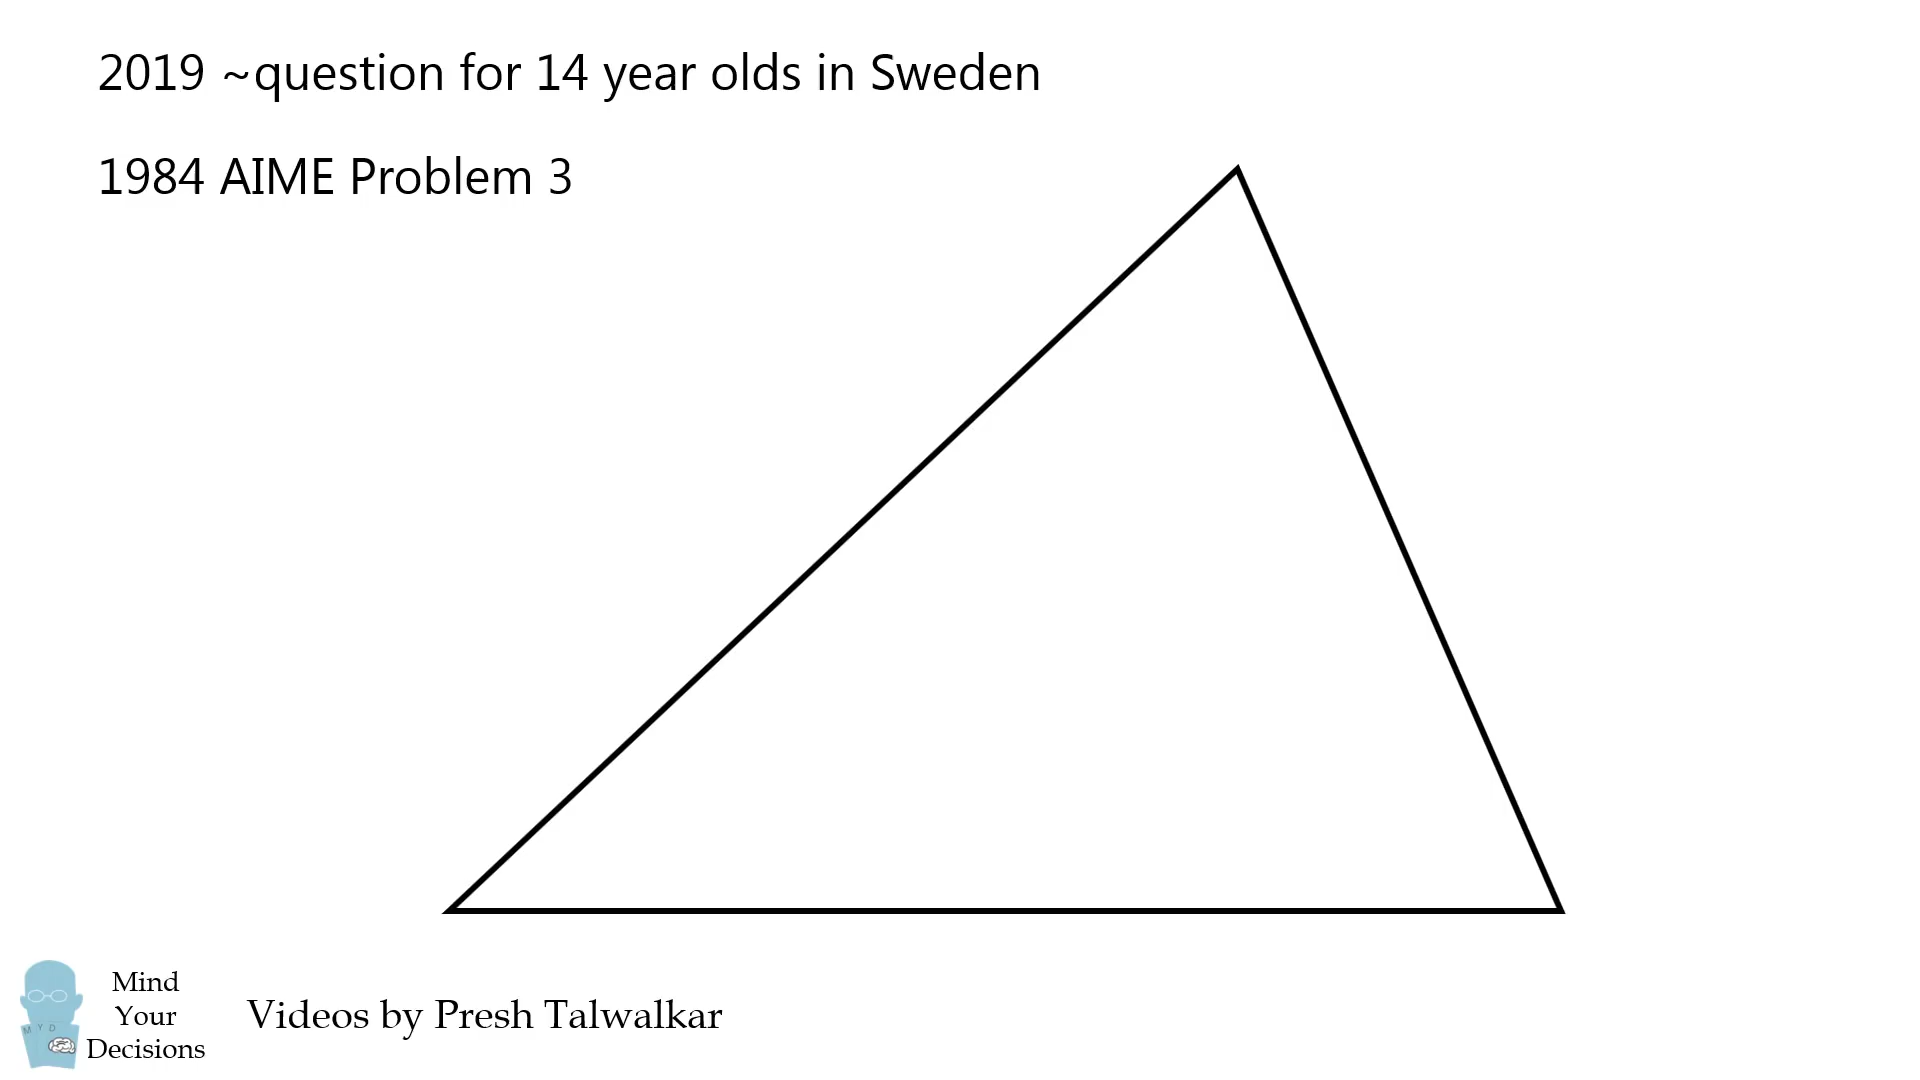 2019 ~question for 14 year olds in Sweden
1984 AIME Problem 3
Mind
Your
Decisions
M Y D
Videos by Presh Talwalkar